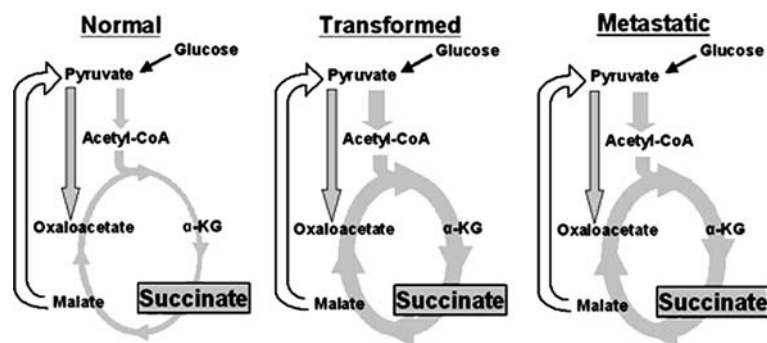 Normal
Glucose
Pyruvate
Acetyl-CoA
Oxaloacetate
α-KG
Malate
Succinate
Transformed
Glucose
Pyruvate
Acetyl-CoA
Oxaloacetate
α-KG
Malate
Succinate
Metastatic
Glucose
Pyruvate
Acetyl-CoA
Oxaloacetate
α-KG
Malate
Succinate